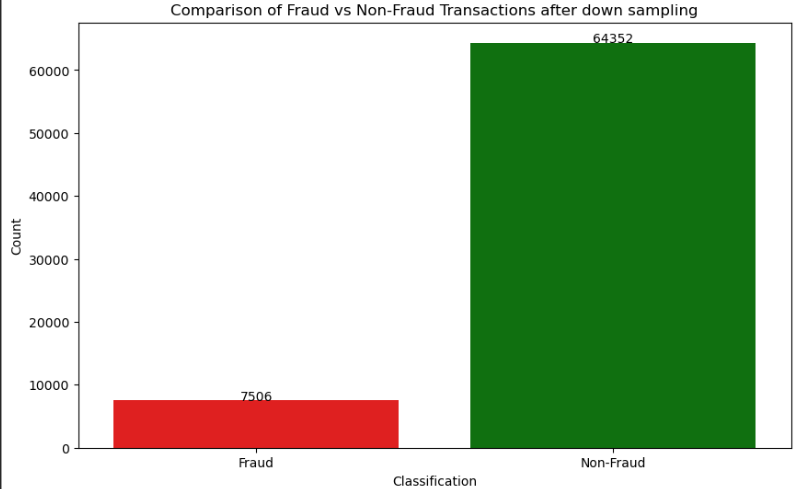 Comparison of Fraud vs Non-Fraud Transactions after down sampling
64352
60000
50000
40000
30000
20000
10000
0
Count
7506
Fraud
Non-Fraud
Classification